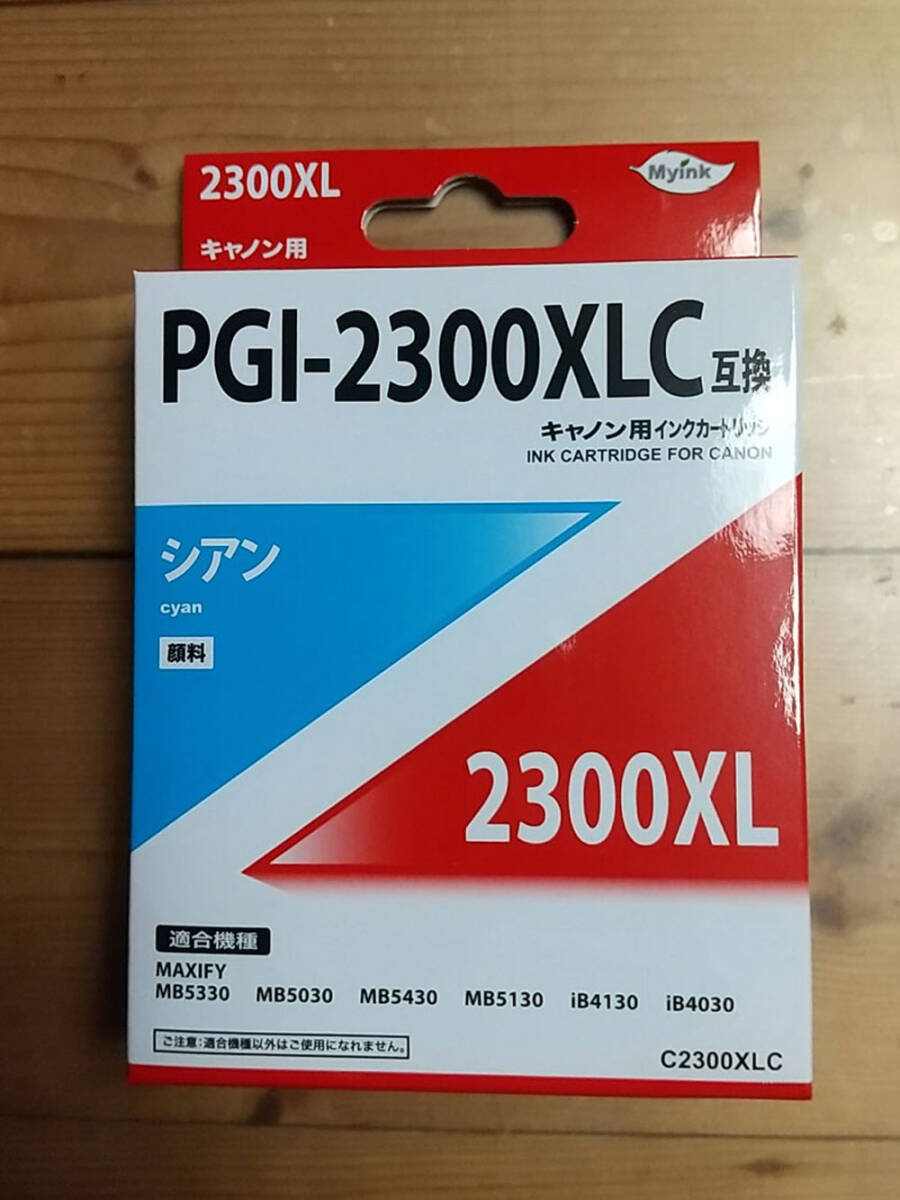 2300XL
Myink
キャノン用
PGI-2300XLC互換
キャノン用インクカートリッジ
INK CARTRIDGE FOR CANON
シアン
cyan
顔料
2300XL
適合機種
MAXIFY
MB5330 MB5030 MB5430 MB5130 iB4130 iB4030
ご注意:適合機種以外はご使用になれません。
C2300XLC